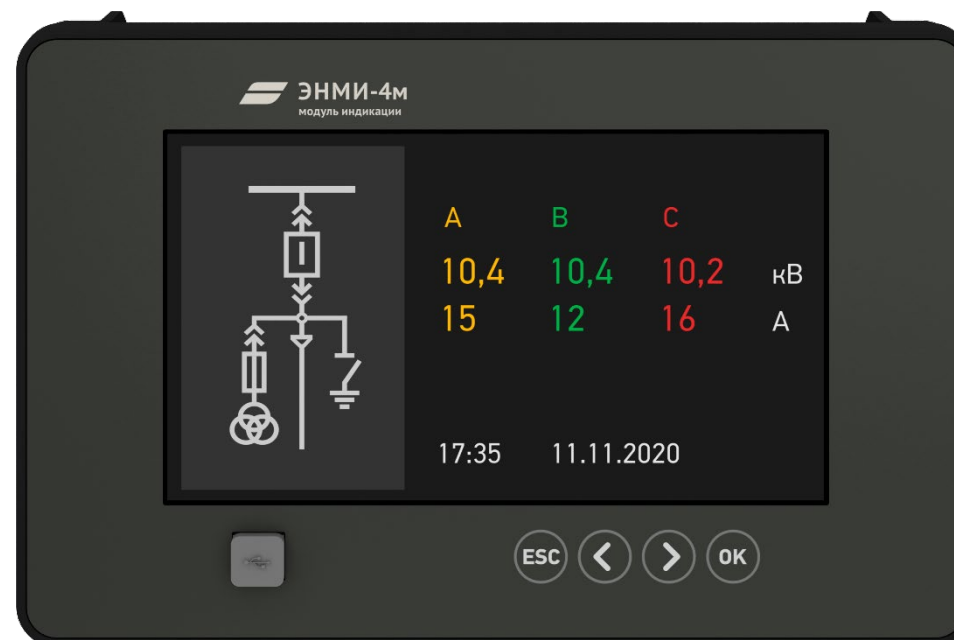 ЭНМИ-4м
модуль индикации
A B C
10,4 10,4 10,2 кВ
15 12 16 А
17:35 11.11.2020
ESC OK